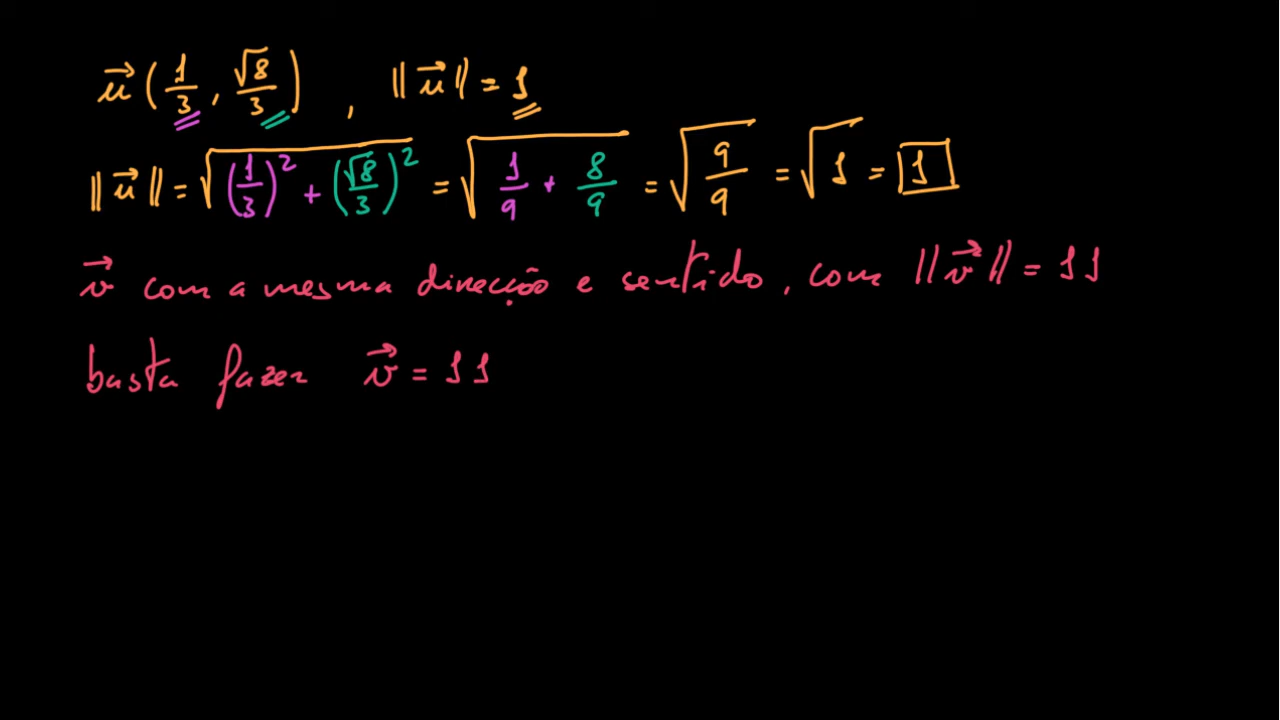 u⃗ (1/3, √8/3) , ||u⃗|| = 1
||u⃗|| = √((1/3)² + (√8/3)²) = √(1/9 + 8/9) = √(9/9) = √1 = 1
v⃗ com a mesma direcção e sentido, com ||v⃗|| = 11
basta fazer v⃗ = 11